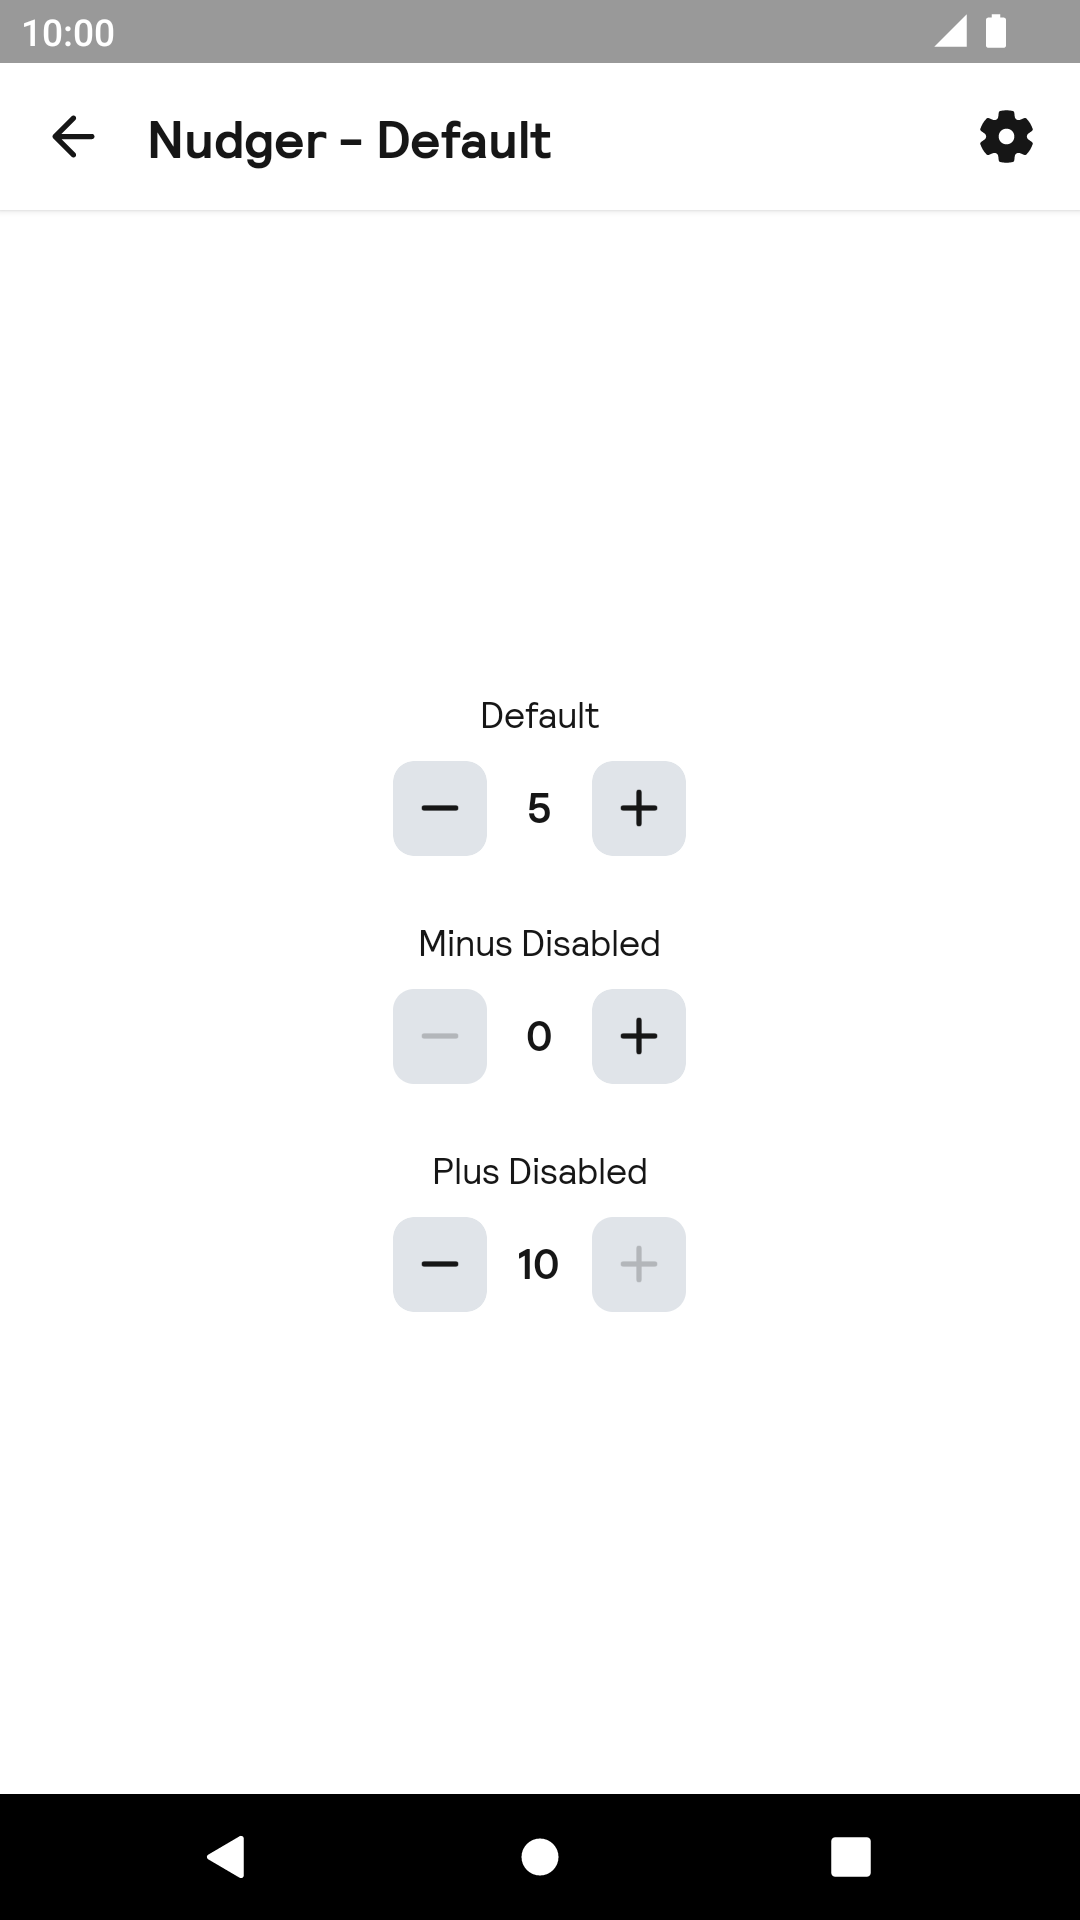 10:00
Nudger – Default
Default
5
Minus Disabled
0
Plus Disabled
10